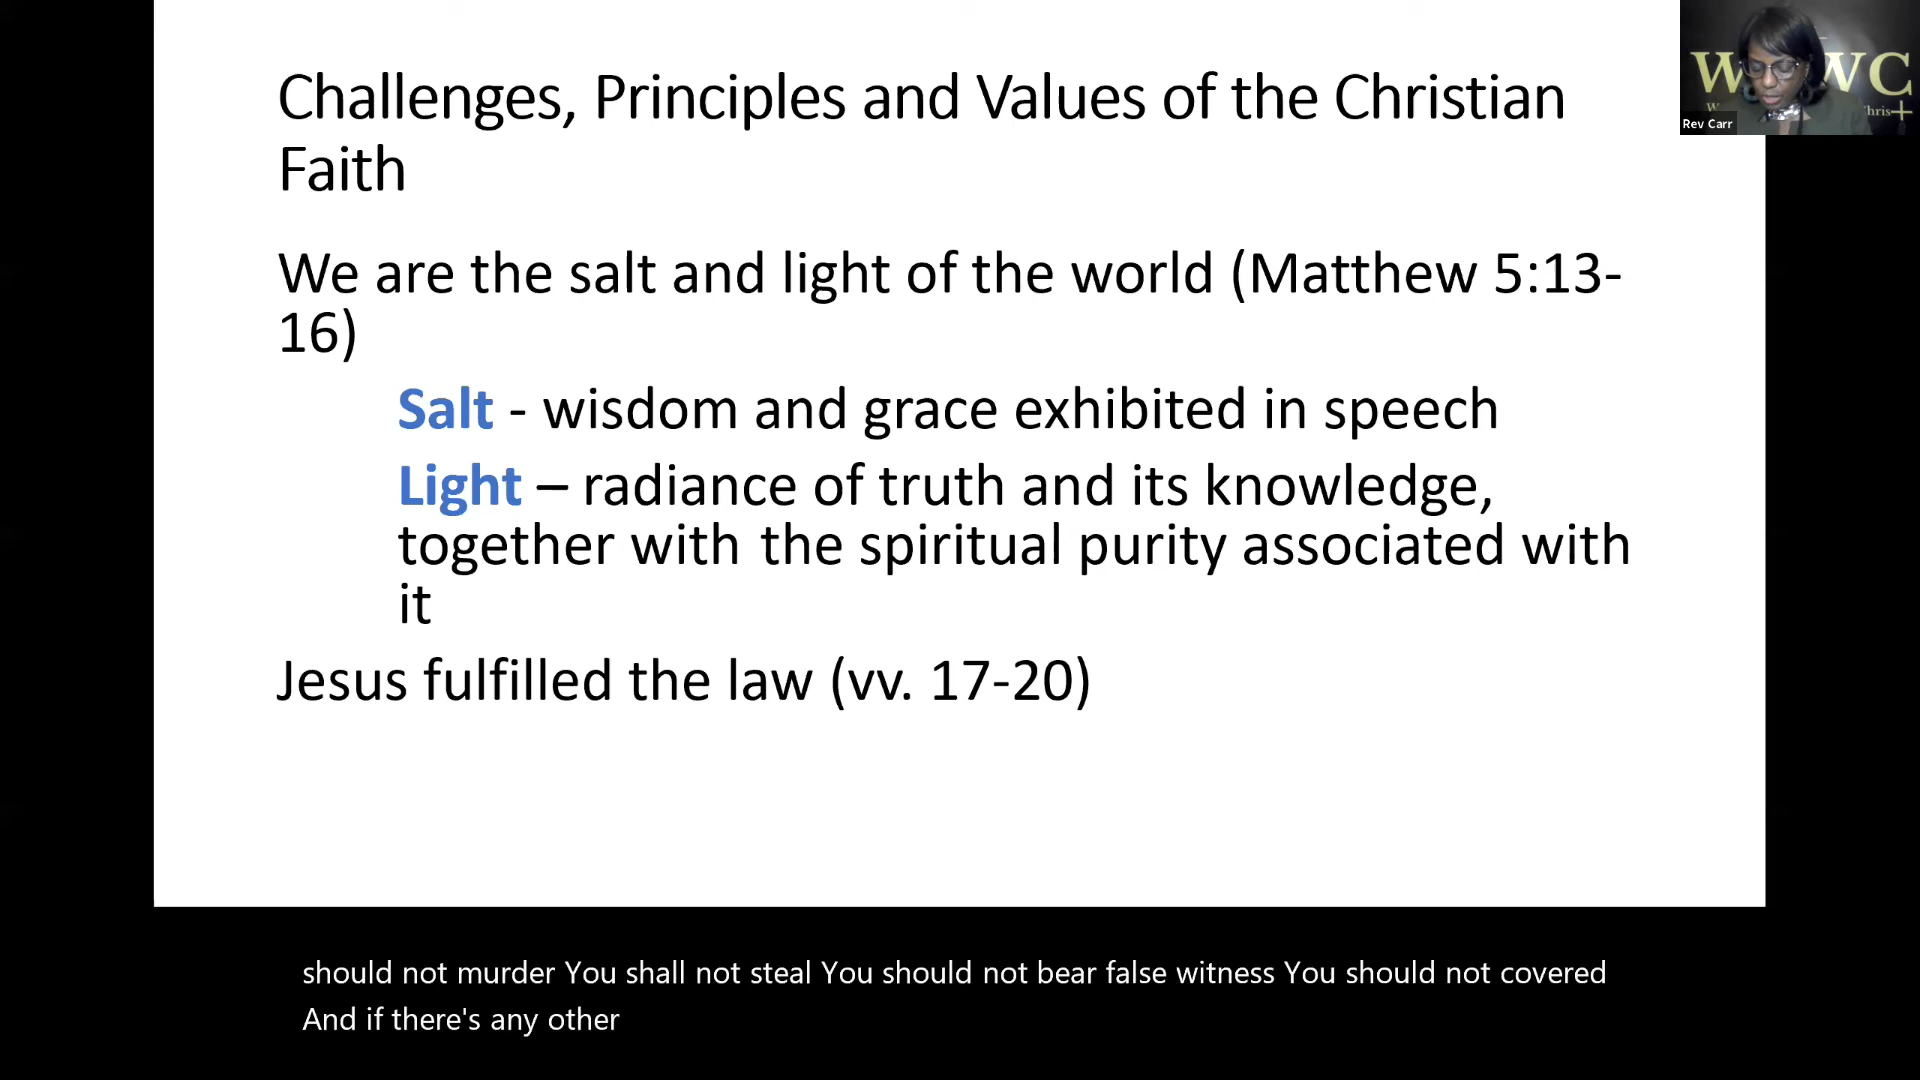 Challenges, Principles and Values of the Christian
Faith
We are the salt and light of the world (Matthew 5:13-
16)
Salt - wisdom and grace exhibited in speech
Light – radiance of truth and its knowledge,
together with the spiritual purity associated with
it
Jesus fulfilled the law (vv. 17-20)
Rev Carr
should not murder You shall not steal You should not bear false witness You should not covered
And if there's any other